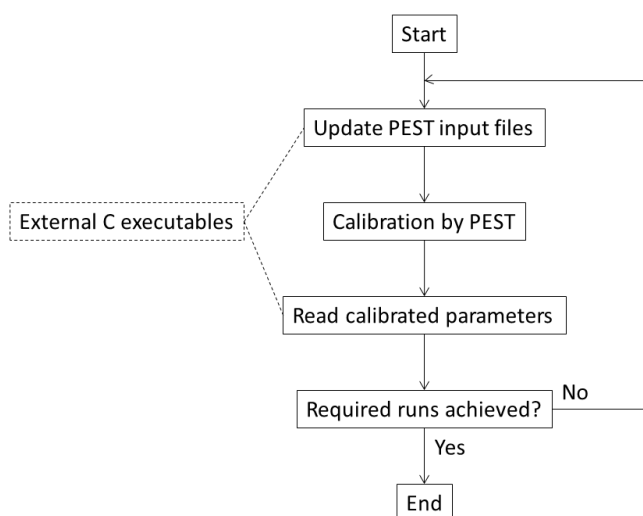 Start
Update PEST input files
External C executables
Calibration by PEST
Read calibrated parameters
Required runs achieved?
No
Yes
End